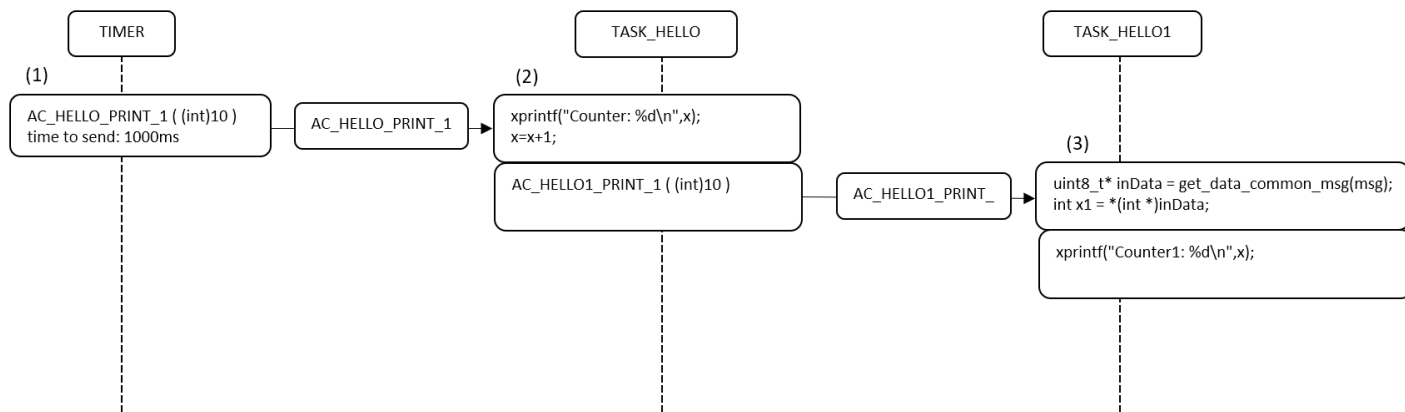 TIMER
TASK_HELLO
TASK_HELLO1
(1)
(2)
AC_HELLO_PRINT_1 ( (int)10 )
time to send: 1000ms
AC_HELLO_PRINT_1
xprintf("Counter: %d\n",x);
x=x+1;
(3)
AC_HELLO1_PRINT_1 ( (int)10 )
AC_HELLO1_PRINT_
uint8_t* inData = get_data_common_msg(msg);
int x1 = *(int *)inData;
xprintf("Counter1: %d\n",x);